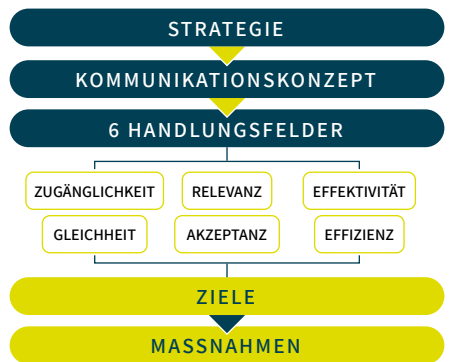 STRATEGIE
KOMMUNIKATIONSKONZEPT
6 HANDLUNGSFELDER
ZUGÄNGLICHKEIT RELEVANZ EFFEKTIVITÄT
GLEICHHEIT AKZEPTANZ EFFIZIENZ
ZIELE
MASSNAHMEN